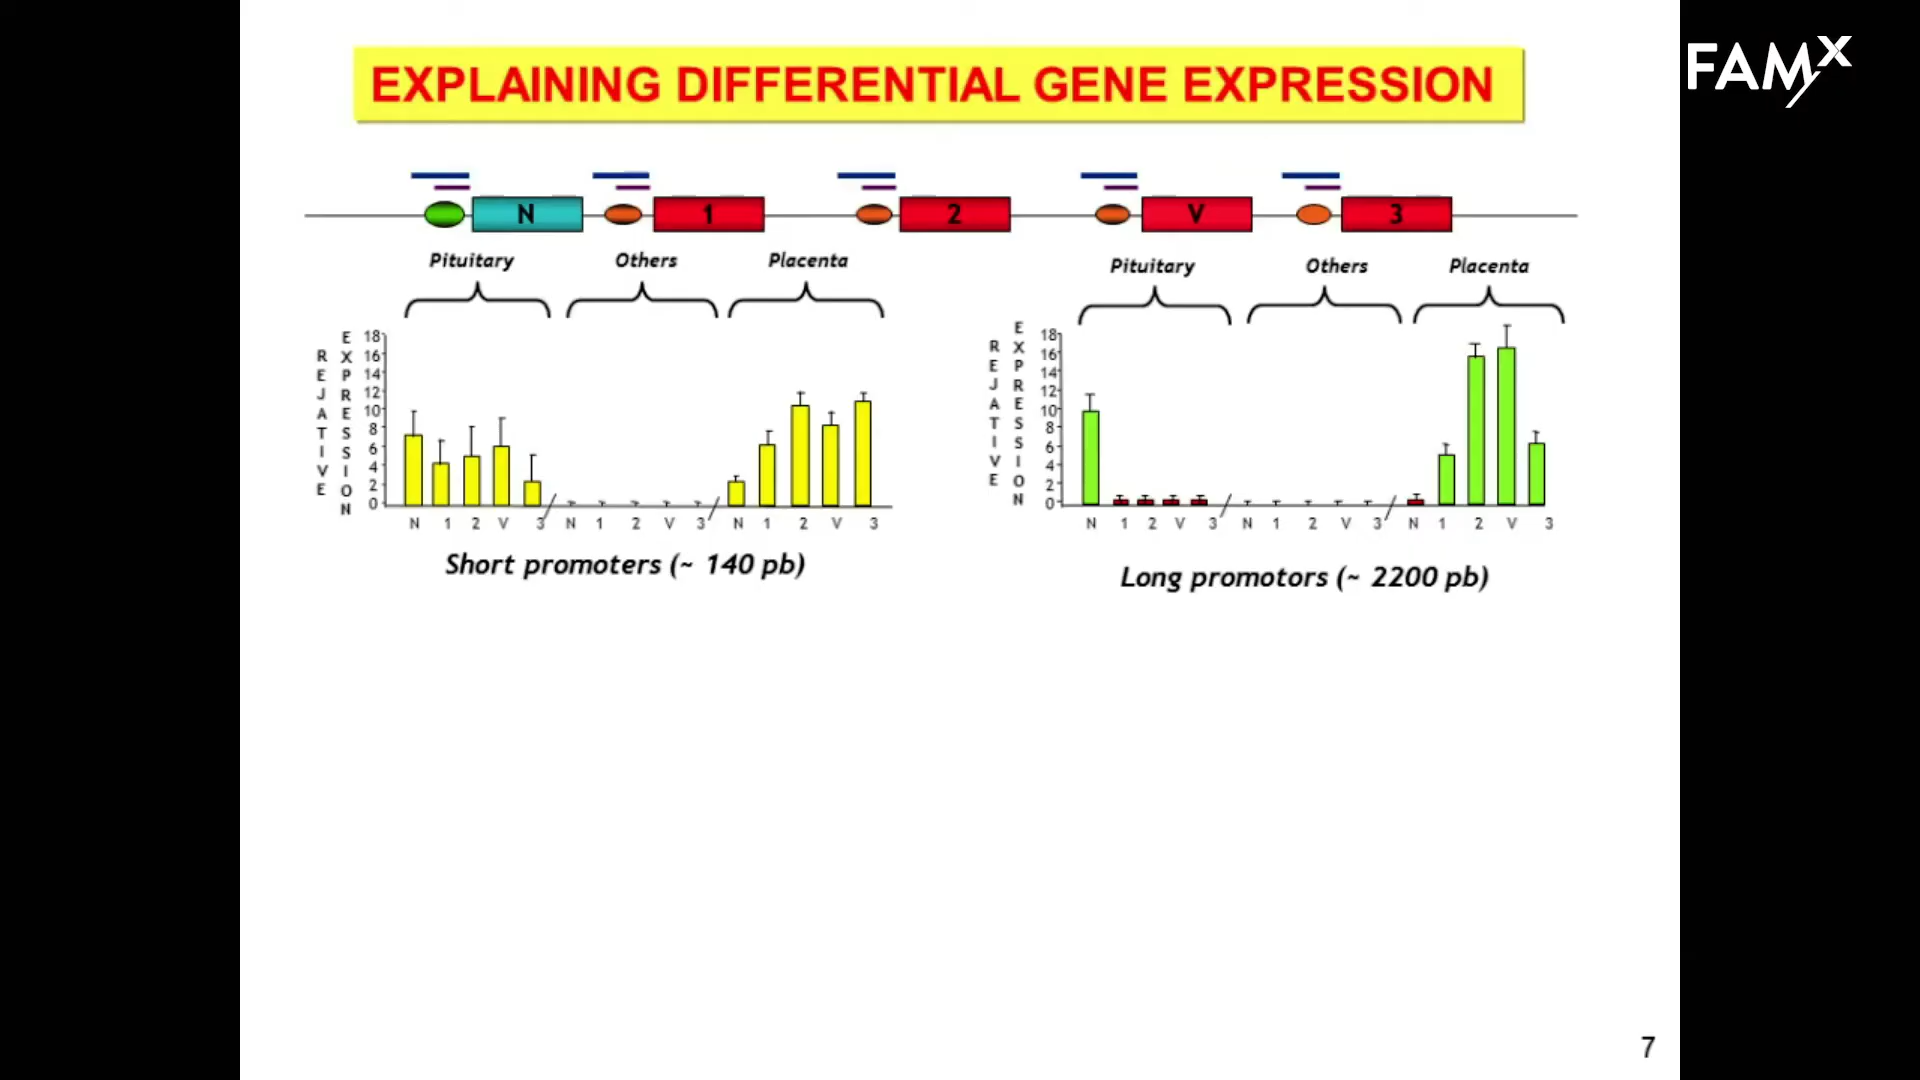 EXPLAINING DIFFERENTIAL GENE EXPRESSION
FAMX
N 1 2 V 3
Pituitary Others Placenta
REJATIVE EXPRESSION
18
16
14
12
10
8
6
4
2
0
N 1 2 V 3 N 1 2 V 3 N 1 2 V 3
Short promoters (~ 140 pb)
Pituitary Others Placenta
REJATIVE EXPRESSION
18
16
14
12
10
8
6
4
2
0
N 1 2 V 3 N 1 2 V 3 N 1 2 V 3
Long promotors (~ 2200 pb)
7